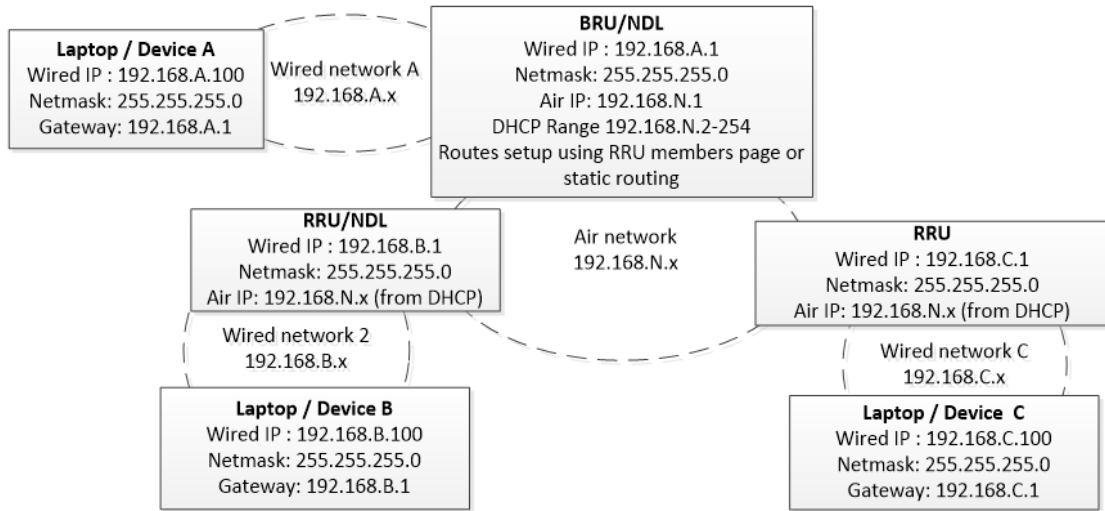 Laptop / Device A
Wired IP : 192.168.A.100
Netmask: 255.255.255.0
Gateway: 192.168.A.1
Wired network A
192.168.A.x
BRU/NDL
Wired IP : 192.168.A.1
Netmask: 255.255.255.0
Air IP: 192.168.N.1
DHCP Range 192.168.N.2-254
Routes setup using RRU members page or
static routing
RRU/NDL
Wired IP : 192.168.B.1
Netmask: 255.255.255.0
Air IP: 192.168.N.x (from DHCP)
Air network
192.168.N.x
RRU
Wired IP : 192.168.C.1
Netmask: 255.255.255.0
Air IP: 192.168.N.x (from DHCP)
Wired network 2
192.168.B.x
Wired network C
192.168.C.x
Laptop / Device B
Wired IP : 192.168.B.100
Netmask: 255.255.255.0
Gateway: 192.168.B.1
Laptop / Device  C
Wired IP : 192.168.C.100
Netmask: 255.255.255.0
Gateway: 192.168.C.1